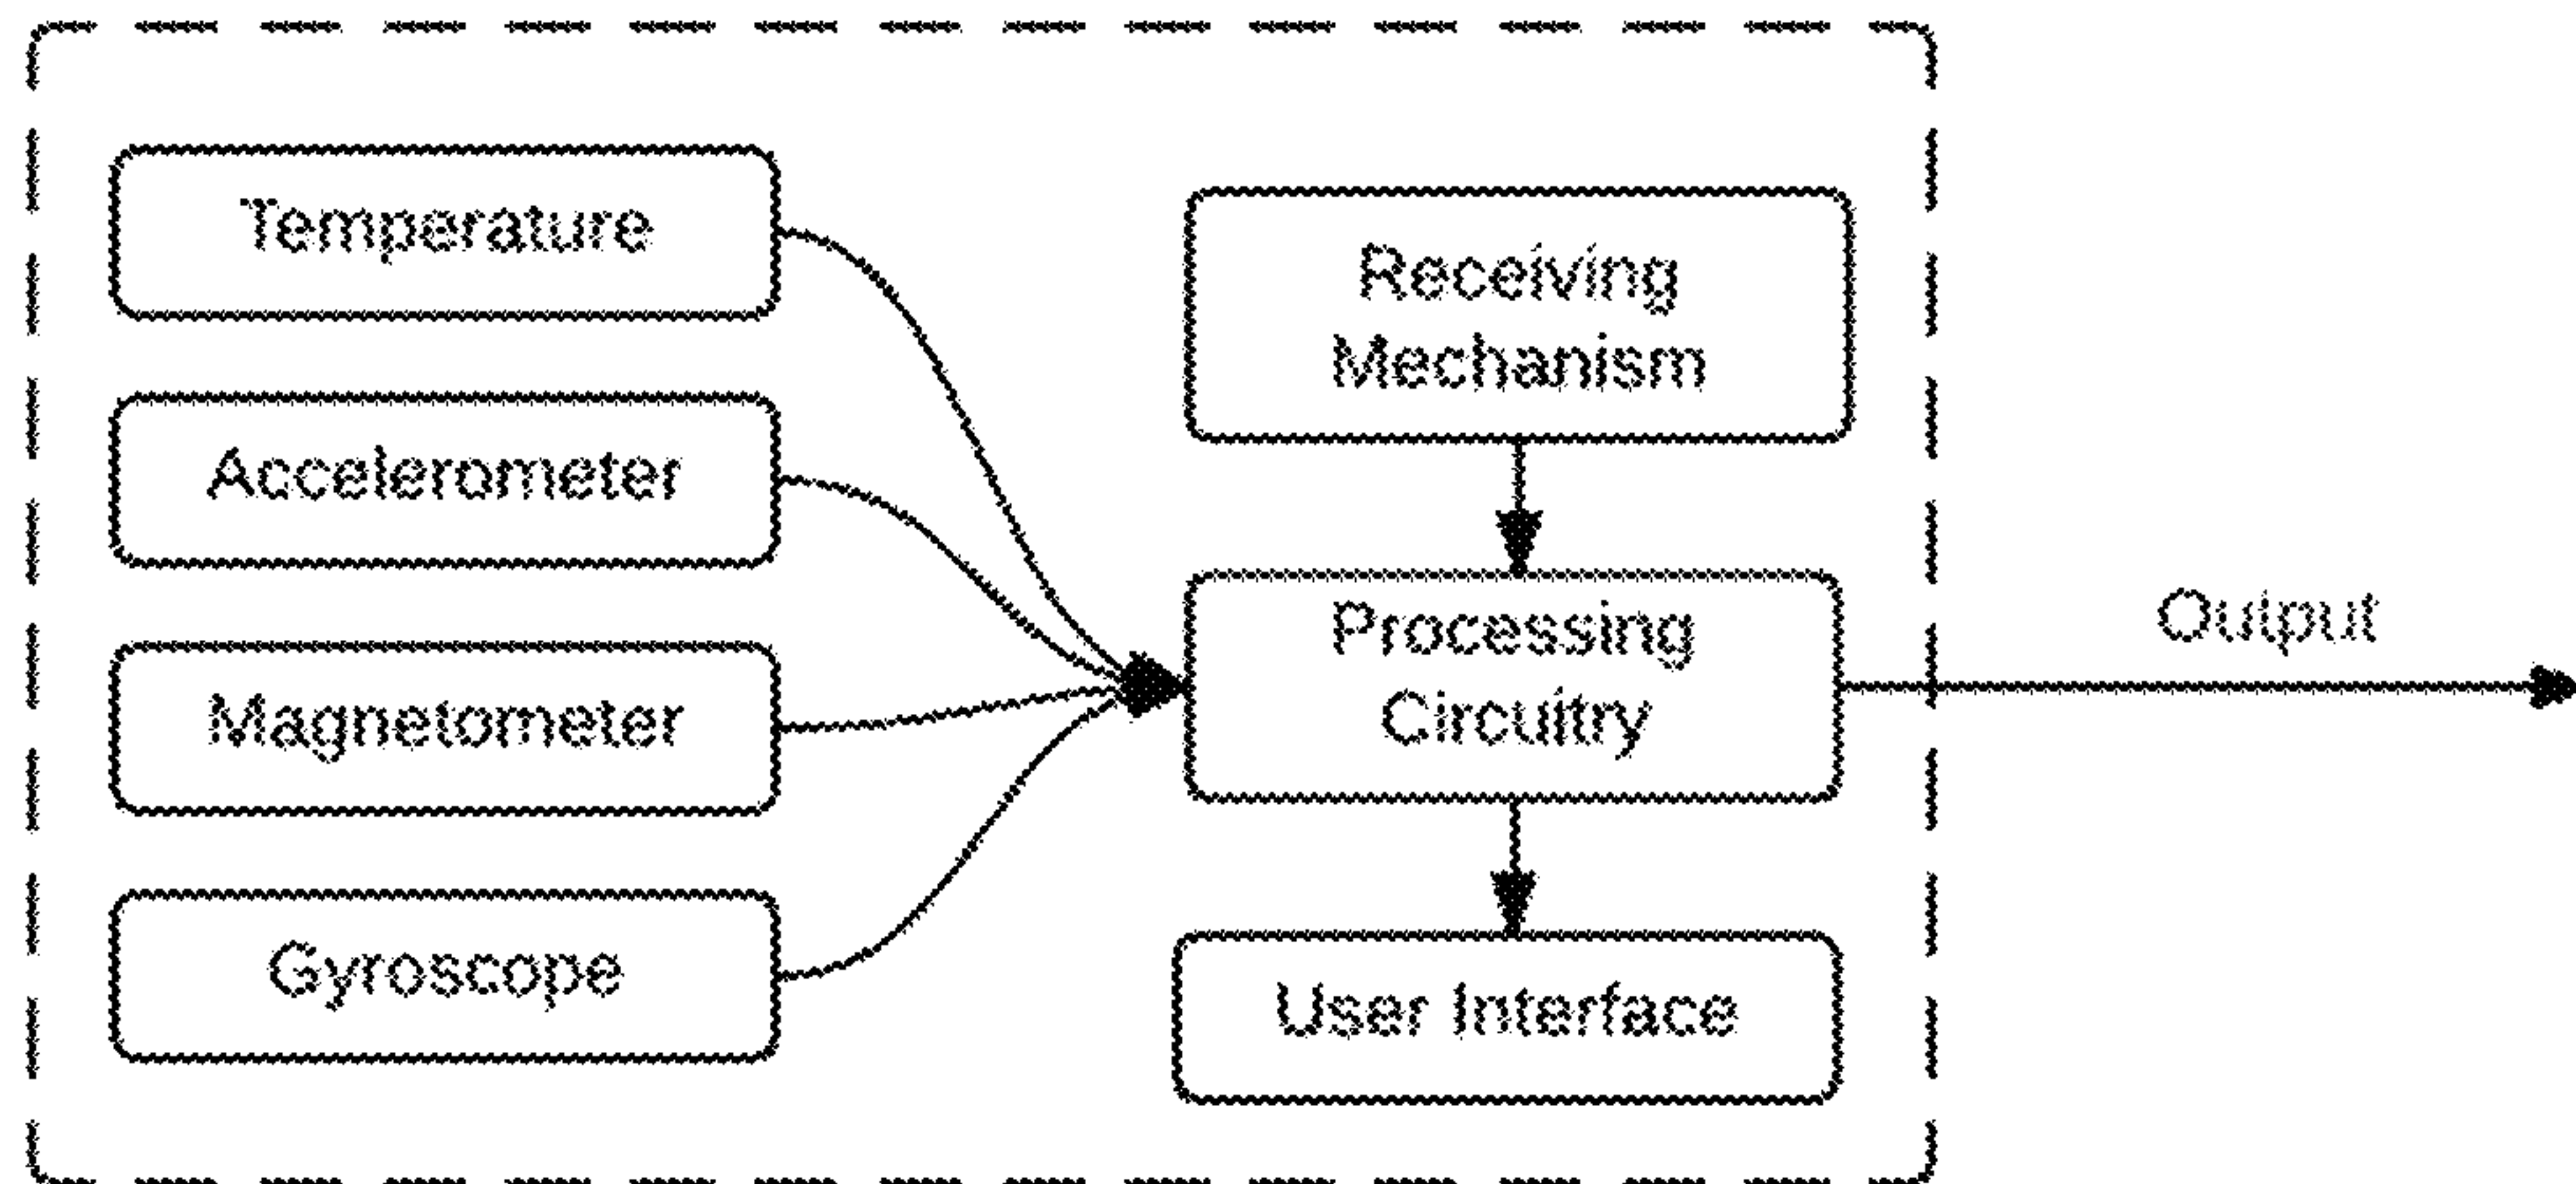 Temperature
Accelerometer
Magnetometer
Gyroscope
Receiving
Mechanism
Processing
Circuitry
User Interface
Output